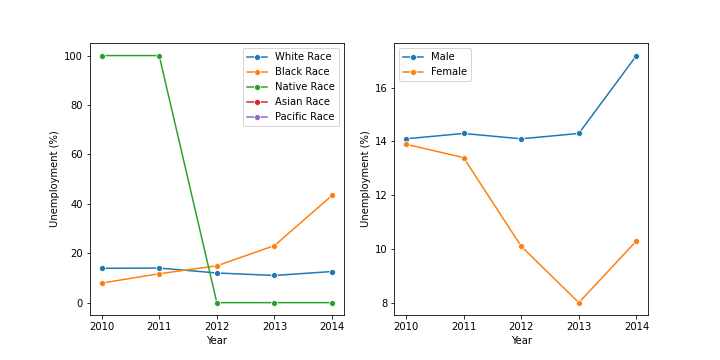 100
80
60
40
20
0
Unemployment (%)
2010 2011 2012 2013 2014
Year
White Race
Black Race
Native Race
Asian Race
Pacific Race
16
14
12
10
8
Unemployment (%)
2010 2011 2012 2013 2014
Year
Male
Female